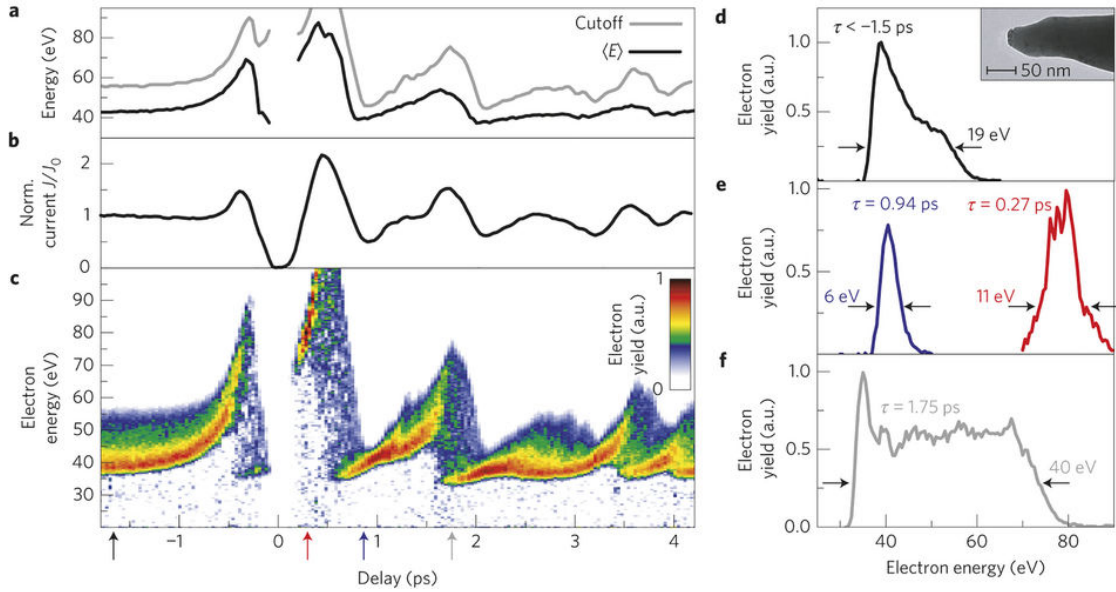 a
Energy (eV)
80
60
40
Cutoff
⟨E⟩
b
Norm.
current J/J0
2
1
0
c
Electron
energy (eV)
90
80
70
60
50
40
30
1
Electron
yield (a.u.)
0
−1
0
1
2
3
4
Delay (ps)
d
τ < −1.5 ps
50 nm
Electron
yield (a.u.)
1.0
0.5
0.0
19 eV
e
τ = 0.94 ps
τ = 0.27 ps
Electron
yield (a.u.)
1.0
0.5
0.0
6 eV
11 eV
f
τ = 1.75 ps
Electron
yield (a.u.)
1.0
0.5
0.0
40 eV
40
60
80
Electron energy (eV)